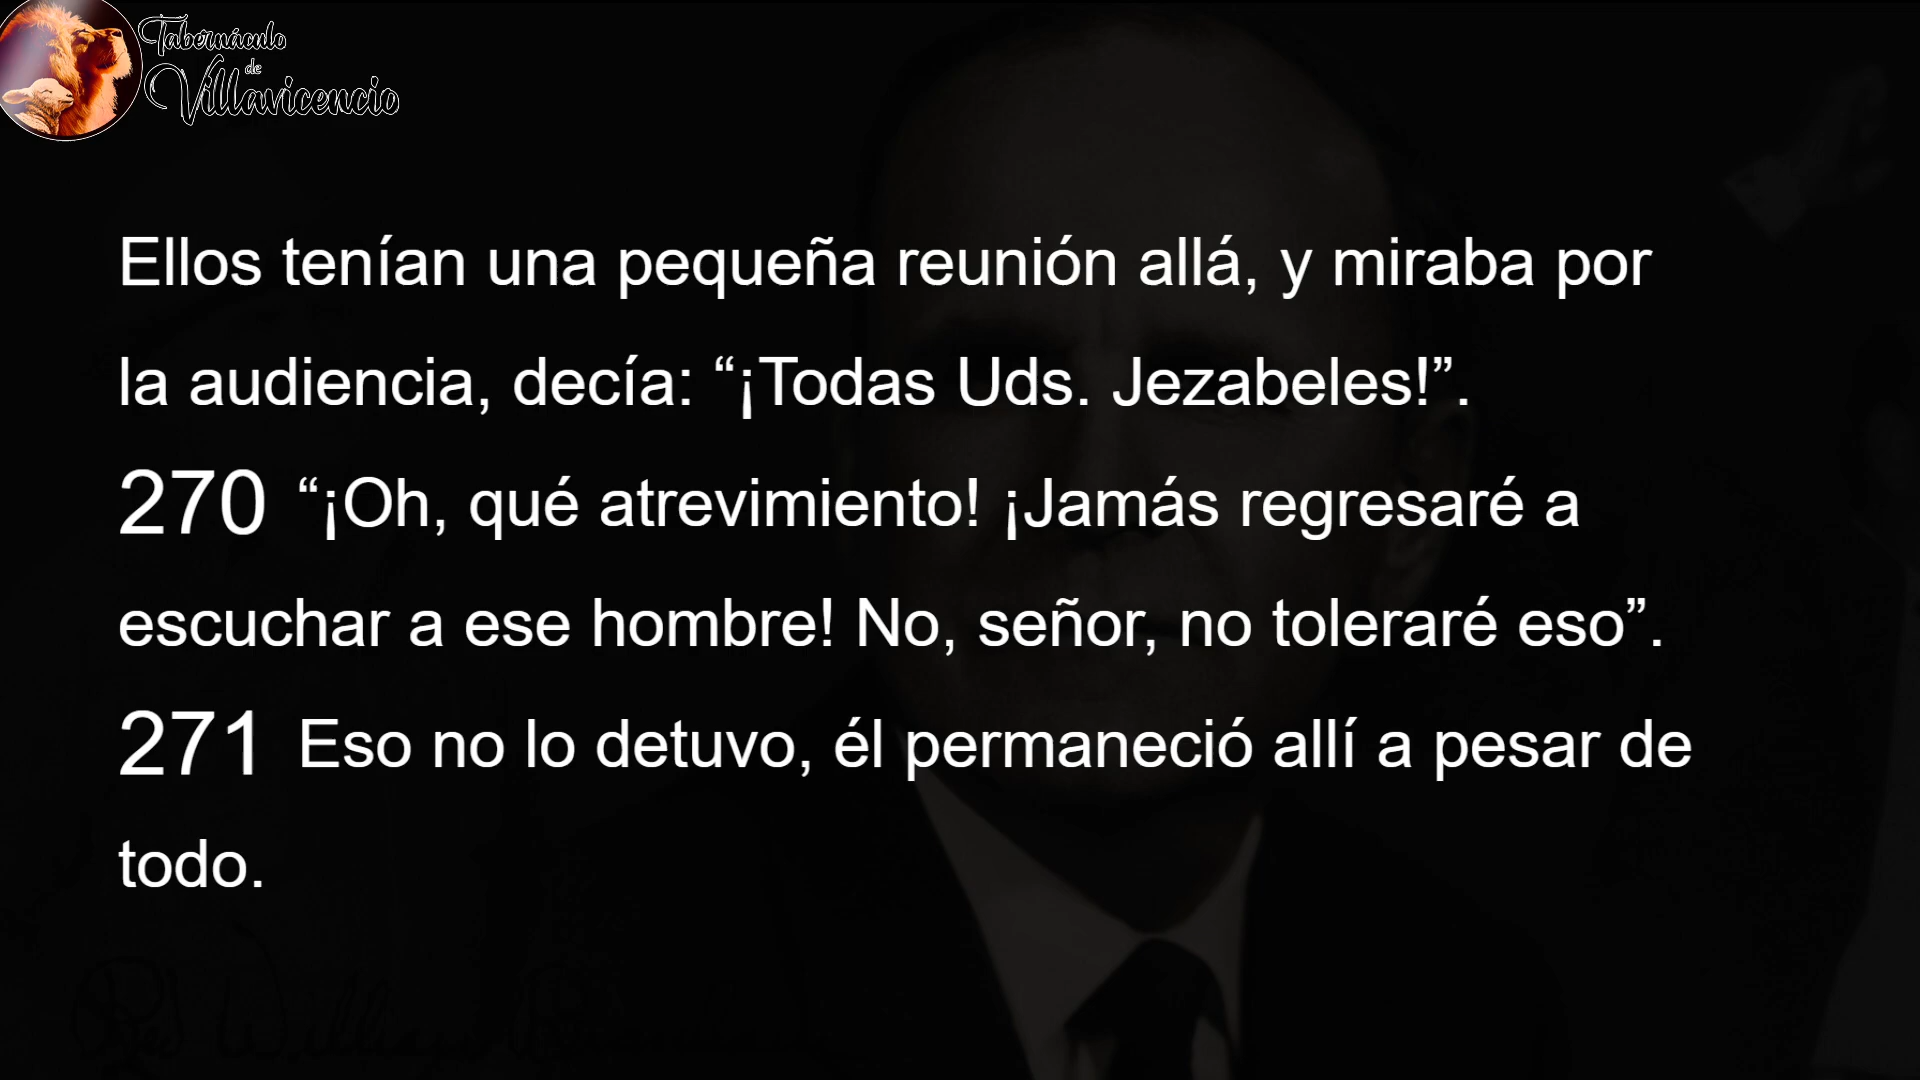 Tabernáculo
de
Villavicencio
Ellos tenían una pequeña reunión allá, y miraba por
la audiencia, decía: “¡Todas Uds. Jezabeles!”.
270 “¡Oh, qué atrevimiento! ¡Jamás regresaré a
escuchar a ese hombre! No, señor, no toleraré eso”.
271 Eso no lo detuvo, él permaneció allí a pesar de
todo.